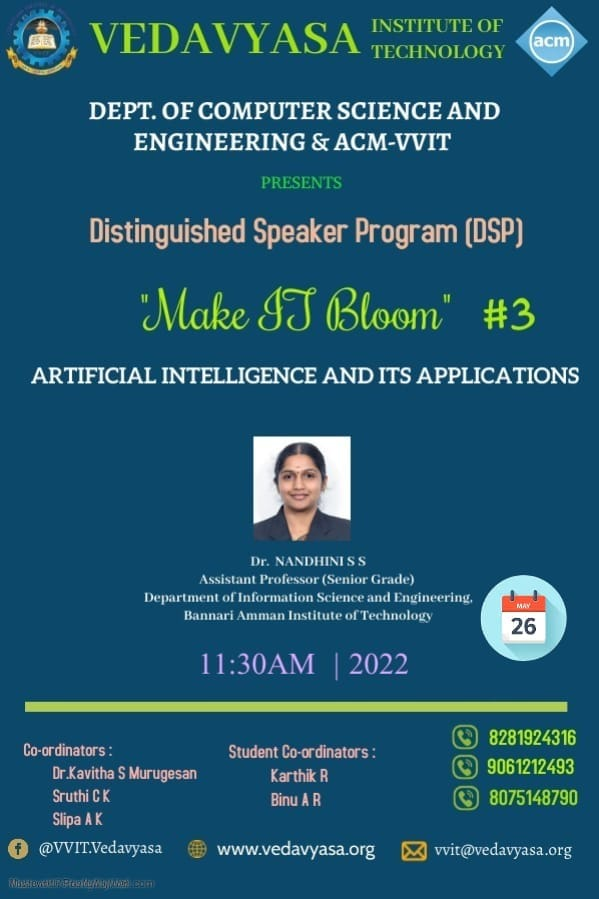 VEDAVYASA INSTITUTE OF TECHNOLOGY
acm
DEPT. OF COMPUTER SCIENCE AND
ENGINEERING & ACM-VVIT
PRESENTS
Distinguished Speaker Program (DSP)
"Make IT Bloom" #3
ARTIFICIAL INTELLIGENCE AND ITS APPLICATIONS
Dr. NANDHINI S S
Assistant Professor (Senior Grade)
Department of Information Science and Engineering,
Bannari Amman Institute of Technology
MAY
26
11:30AM | 2022
Co-ordinators :
Dr.Kavitha S Murugesan
Sruthi C K
Slipa A K
Student Co-ordinators :
Karthik R
Binu A R
8281924316
9061212493
8075148790
@VVIT.Vedavyasa
www.vedavyasa.org
vvit@vedavyasa.org